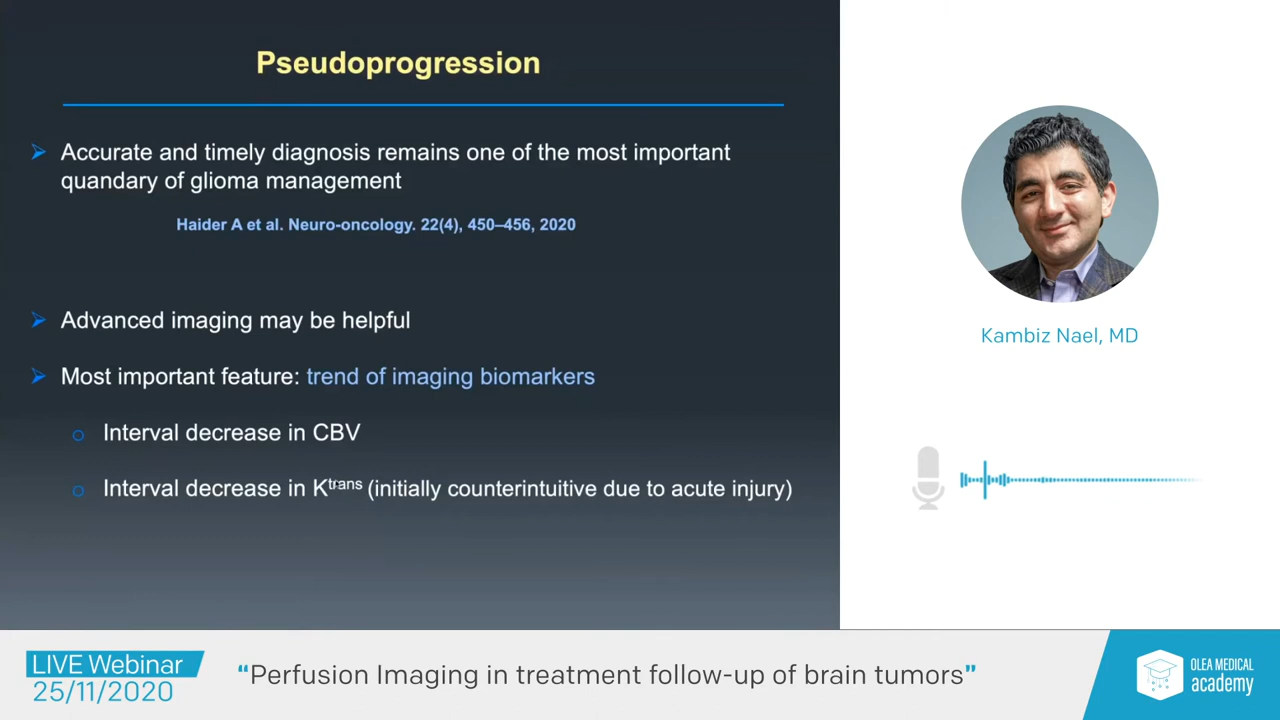 Pseudoprogression
Accurate and timely diagnosis remains one of the most important
quandary of glioma management
Haider A et al. Neuro-oncology. 22(4), 450–456, 2020
Advanced imaging may be helpful
Most important feature: trend of imaging biomarkers
Interval decrease in CBV
Interval decrease in Ktrans (initially counterintuitive due to acute injury)
Kambiz Nael, MD
LIVE Webinar
25/11/2020
“Perfusion Imaging in treatment follow-up of brain tumors”
OLEA MEDICAL
academy